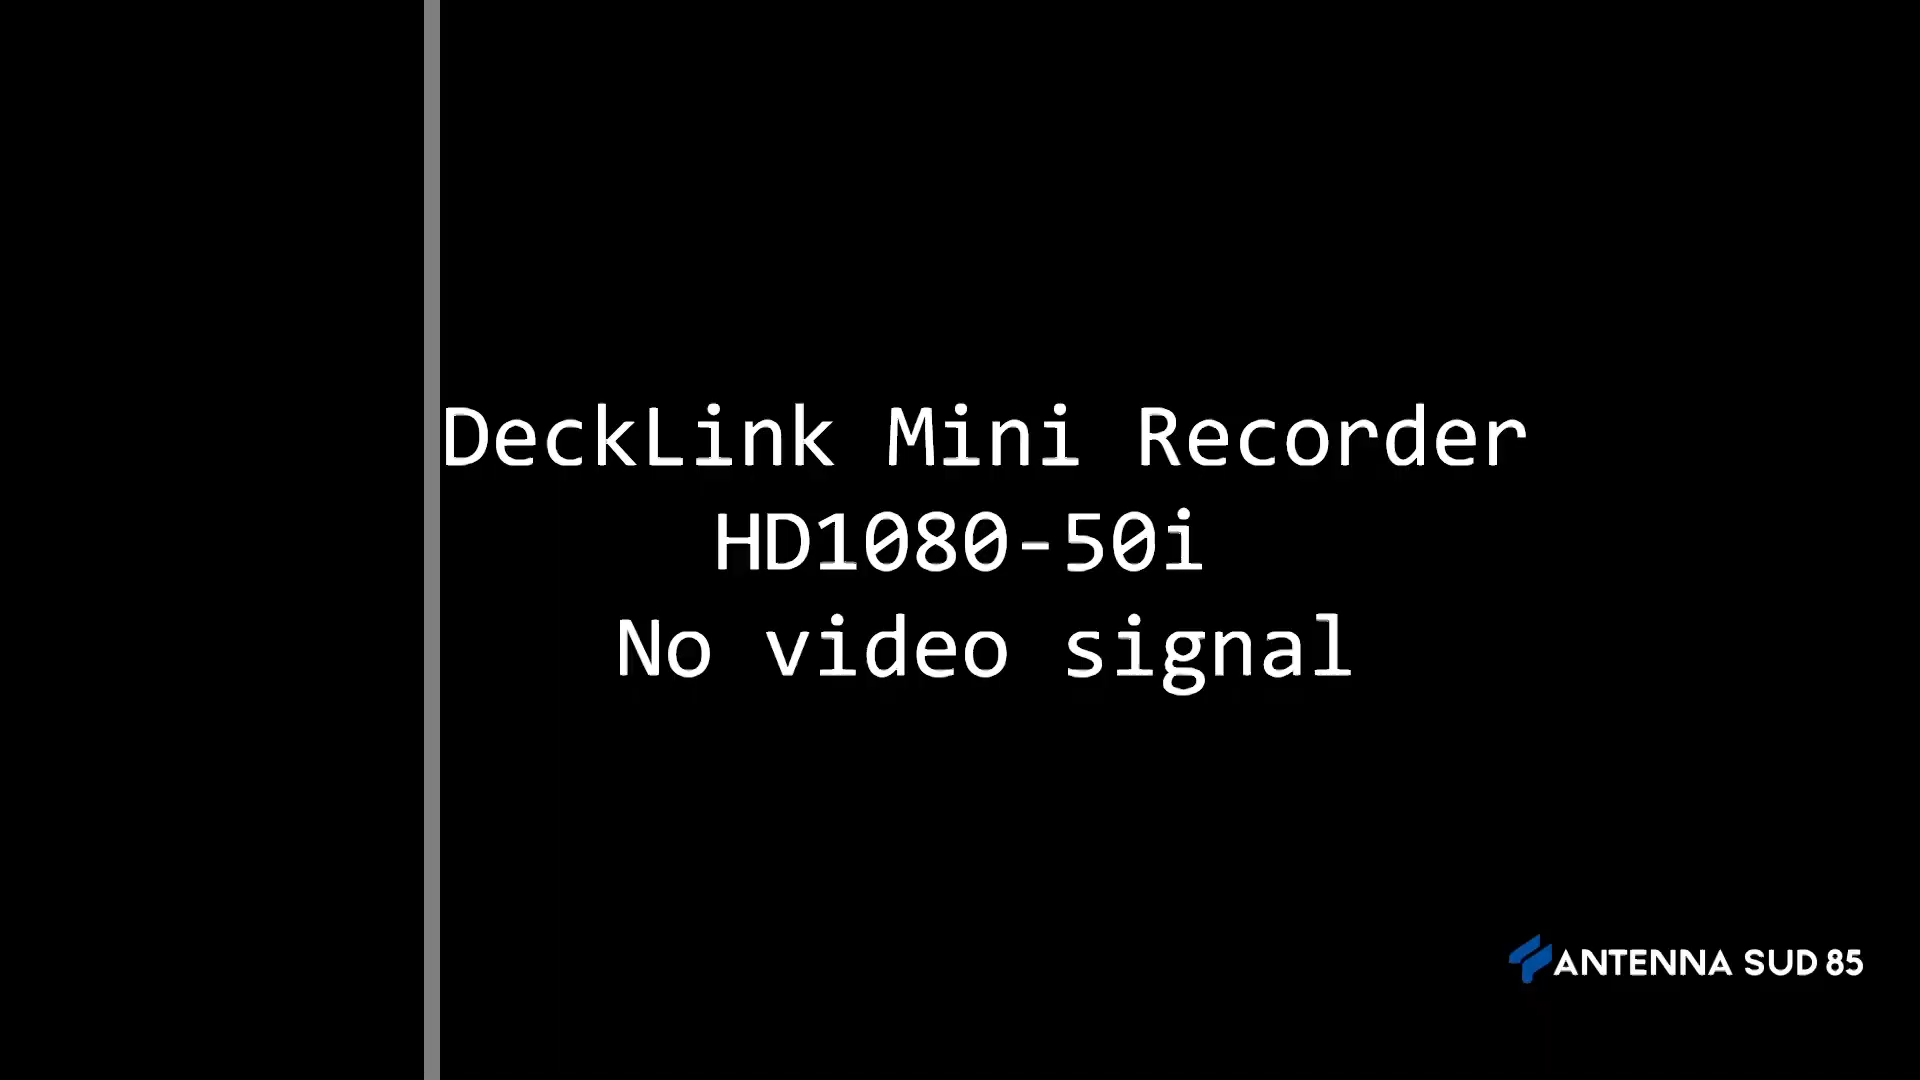 DeckLink Mini Recorder
HD1080-50i
No video signal
ANTENNA SUD 85